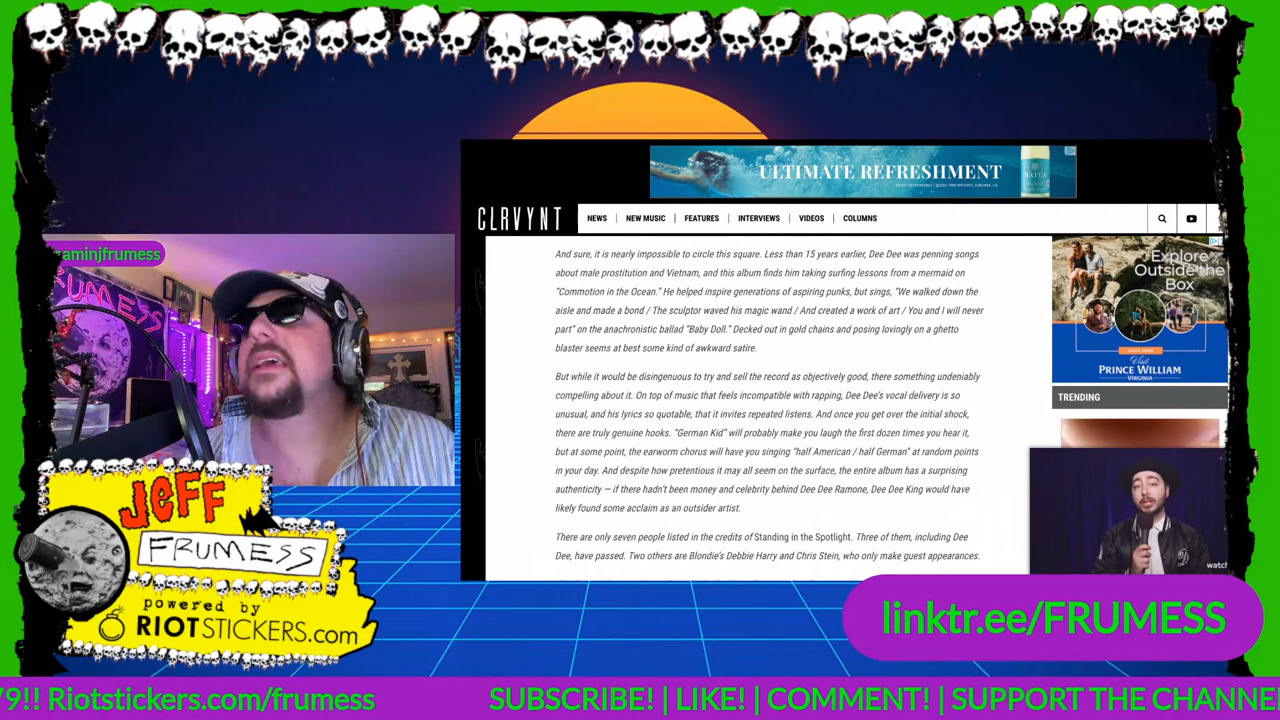 ULTIMATE REFRESHMENT
MATUA
CLRVYNT
NEWS
NEW MUSIC
FEATURES
INTERVIEWS
VIDEOS
COLUMNS
aminjfrumess
FRUMESS
And sure, it is nearly impossible to circle this square. Less than 15 years earlier, Dee Dee was penning songs
about male prostitution and Vietnam, and this album finds him taking surfing lessons from a mermaid on
“Commotion in the Ocean.” He helped inspire generations of aspiring punks, but sings, “We walked down the
aisle and made a bond / The sculptor waved his magic wand / And created a work of art / You and I will never
part” on the anachronistic ballad “Baby Doll.” Decked out in gold chains and posing lovingly on a ghetto
blaster seems at best some kind of awkward satire.
But while it would be disingenuous to try and sell the record as objectively good, there something undeniably
compelling about it. On top of music that feels incompatible with rapping, Dee Dee’s vocal delivery is so
unusual, and his lyrics so quotable, that it invites repeated listens. And once you get over the initial shock,
there are truly genuine hooks. “German Kid” will probably make you laugh the first dozen times you hear it,
but at some point, the earworm chorus will have you singing “half American / half German” at random points
in your day. And despite how pretentious it may all seem on the surface, the entire album has a surprising
authenticity — if there hadn’t been money and celebrity behind Dee Dee Ramone, Dee Dee King would have
likely found some acclaim as an outsider artist.
There are only seven people listed in the credits of Standing in the Spotlight. Three of them, including Dee
Dee, have passed. Two others are Blondie’s Debbie Harry and Chris Stein, who only make guest appearances.
Explore
Outside the
Box
Visit
PRINCE WILLIAM
VIRGINIA
TRENDING
watch
JEFF
FRUMESS
powered by
RIOTSTICKERS.com
linktr.ee/FRUMESS
/9!! Riotstickers.com/frumess
SUBSCRIBE! | LIKE! | COMMENT! | SUPPORT THE CHANNE